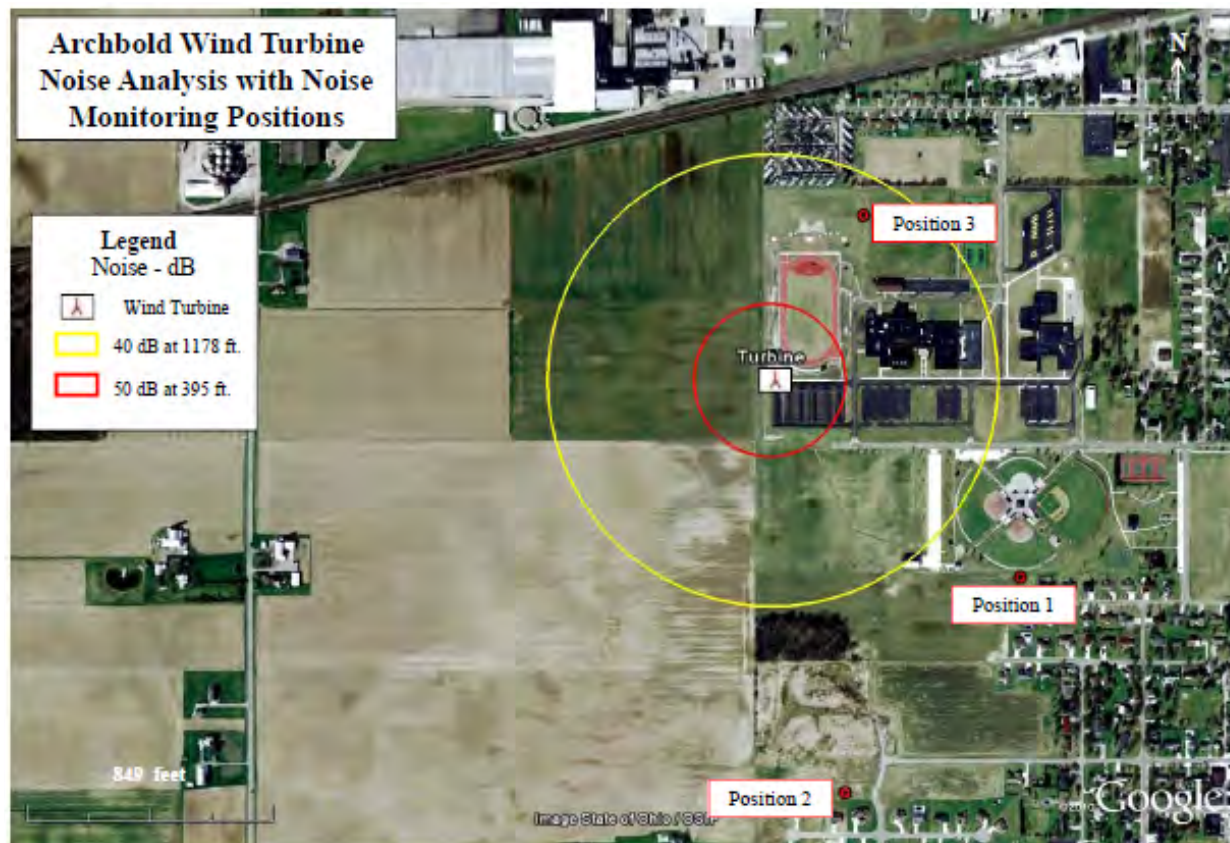 Archbold Wind Turbine
Noise Analysis with Noise
Monitoring Positions
N
Legend
Noise - dB
Wind Turbine
40 dB at 1178 ft.
50 dB at 395 ft.
Position 3
Turbine
Position 1
Position 2
849 feet
Image State of Ohio /
Google